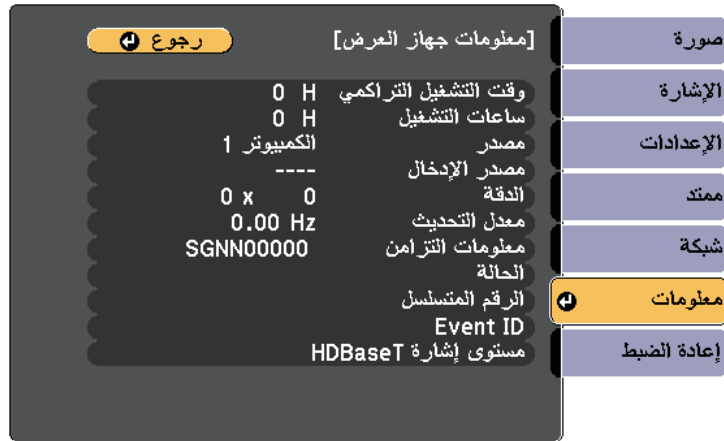 صورة
الإشارة
الإعدادات
ممتد
شبكة
معلومات
إعادة الضبط
[معلومات جهاز العرض] رجوع
وقت التشغيل التراكمي 0 H
ساعات التشغيل 0 H
مصدر الكمبيوتر 1
مصدر الإدخال ----
الدقة 0 x 0
معدل التحديث 0.00 Hz
معلومات التزامن SGNN00000
الحالة
الرقم المتسلسل
Event ID
مستوى إشارة HDBaseT